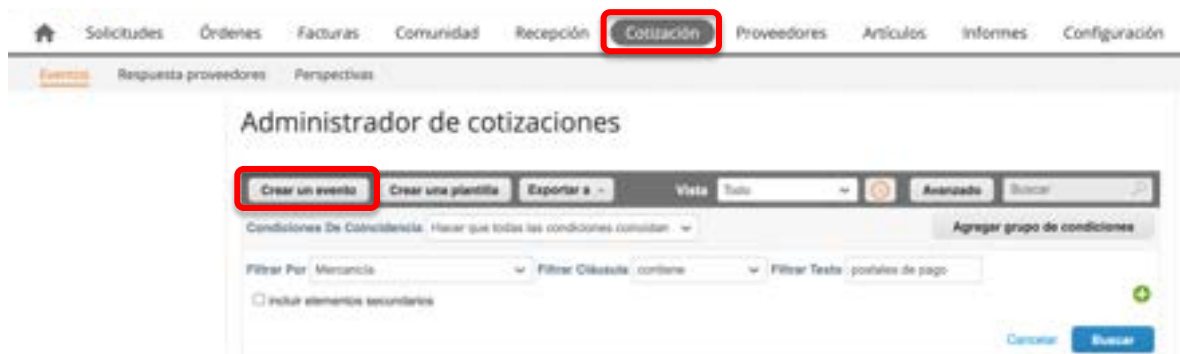 Solicitudes Órdenes Facturas Comunidad Recepción Cotización Proveedores Artículos Informes Configuración
Eventos Respuesta proveedores Perspectivas
Administrador de cotizaciones
Crear un evento Crear una plantilla Exportar a Vista Todo Avanzado Buscar
Condiciones De Coincidencia Hacer que todas las condiciones coincidan Agregar grupo de condiciones
Filtrar Por Mercancía Filtrar Cláusula contiene Filtrar Texto postales de pago
Incluir elementos secundarios
Cancelar Buscar